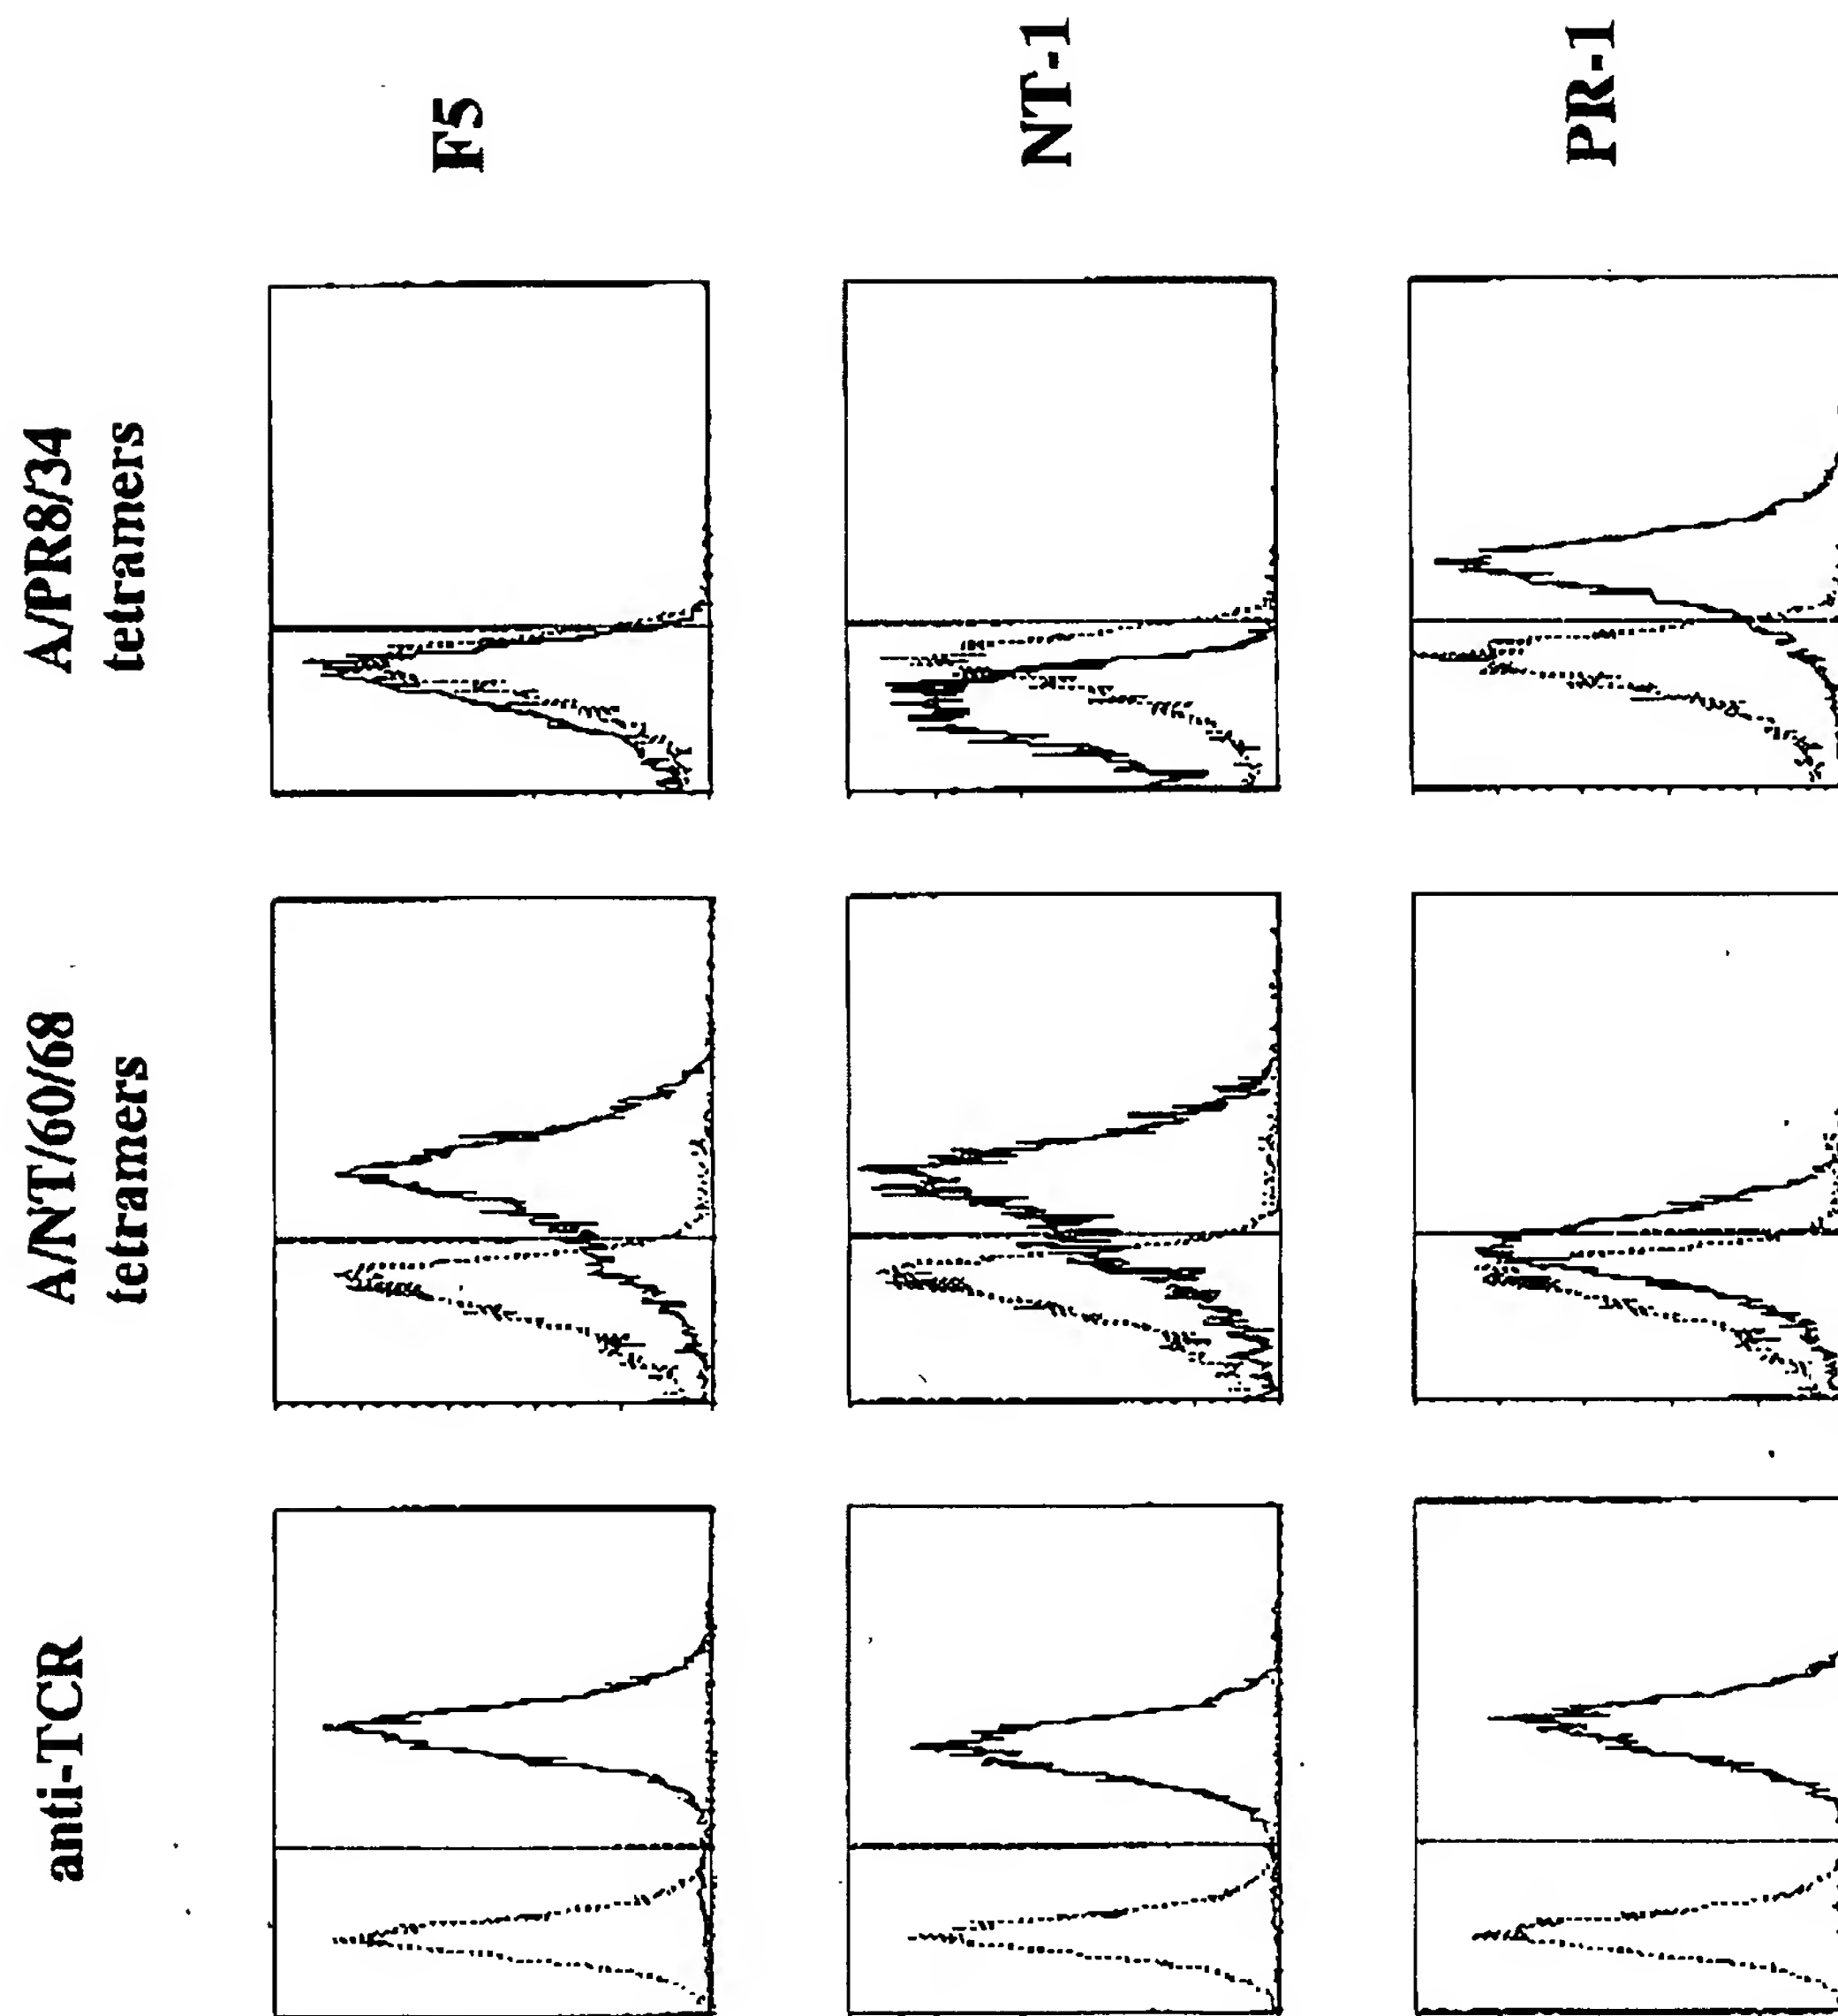 anti-TCR
A/NT/60/68
tetramers
A/PR8/34
tetramers
F5
NT-1
PR-1